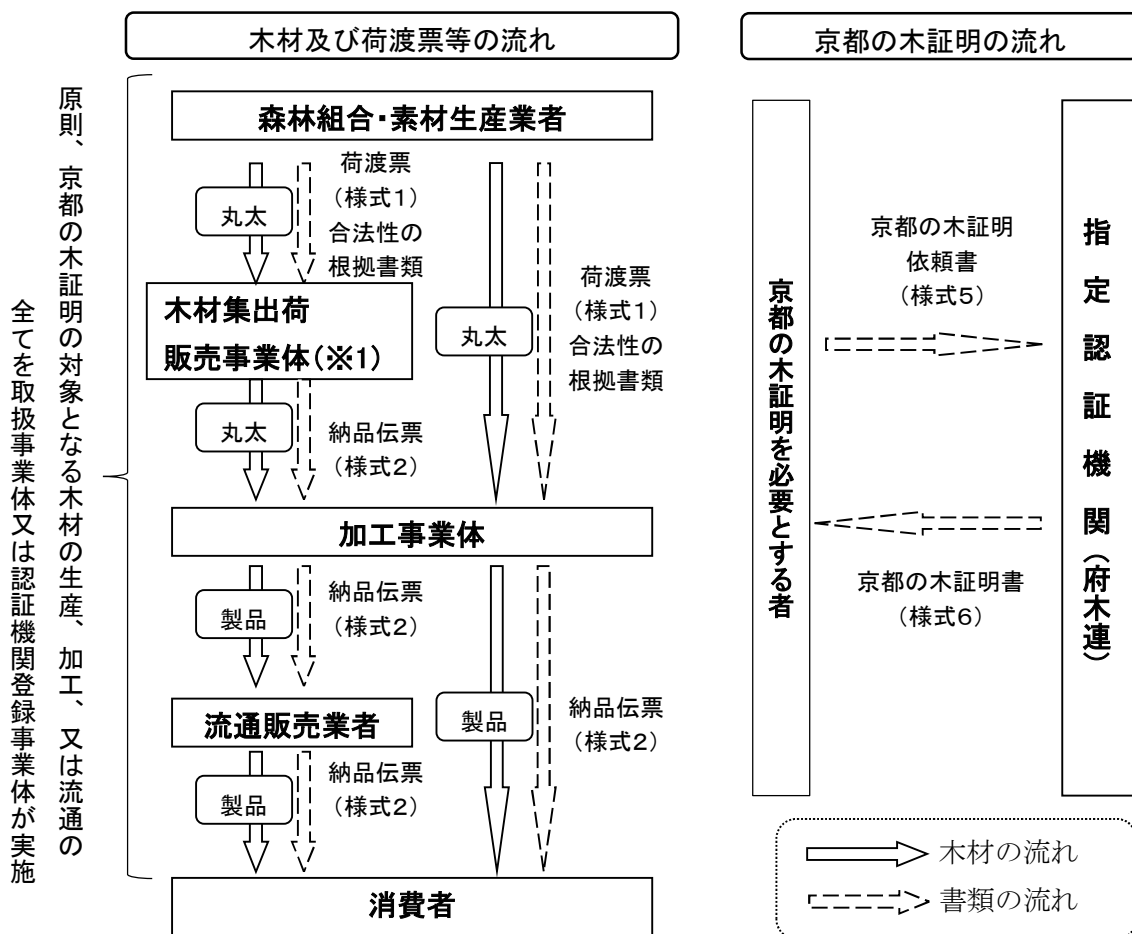 木材及び荷渡票等の流れ
京都の木証明の流れ
原則、京都の木証明の対象となる木材の生産、加工、又は流通の
全てを取扱事業体又は認証機関登録事業体が実施
森林組合・素材生産業者
丸太
荷渡票
(様式1)
合法性の
根拠書類
丸太
荷渡票
(様式1)
合法性の
根拠書類
木材集出荷
販売事業体(※1)
丸太
納品伝票
(様式2)
加工事業体
製品
納品伝票
(様式2)
製品
納品伝票
(様式2)
流通販売業者
製品
納品伝票
(様式2)
消費者
京都の木証明を必要とする者
京都の木証明
依頼書
(様式5)
京都の木証明書
(様式6)
指定認証機関(府木連)
木材の流れ
書類の流れ